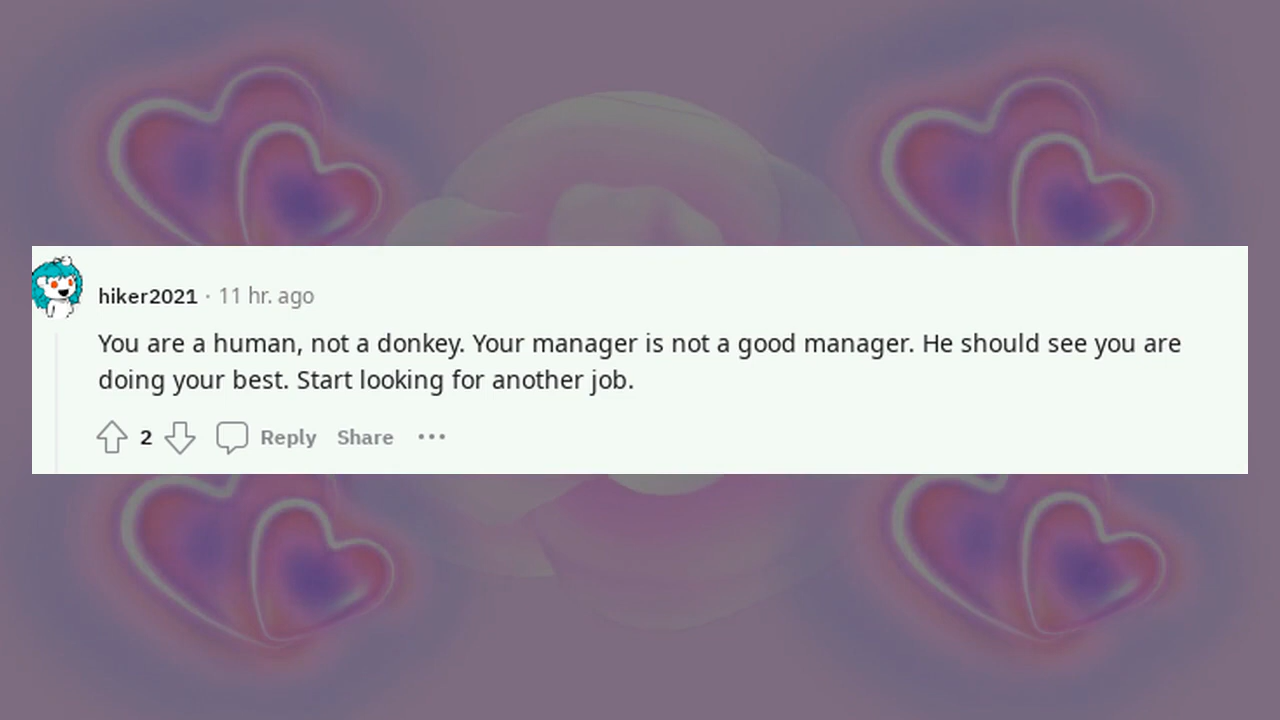 hiker2021 · 11 hr. ago
You are a human, not a donkey. Your manager is not a good manager. He should see you are
doing your best. Start looking for another job.
2 Reply Share ···